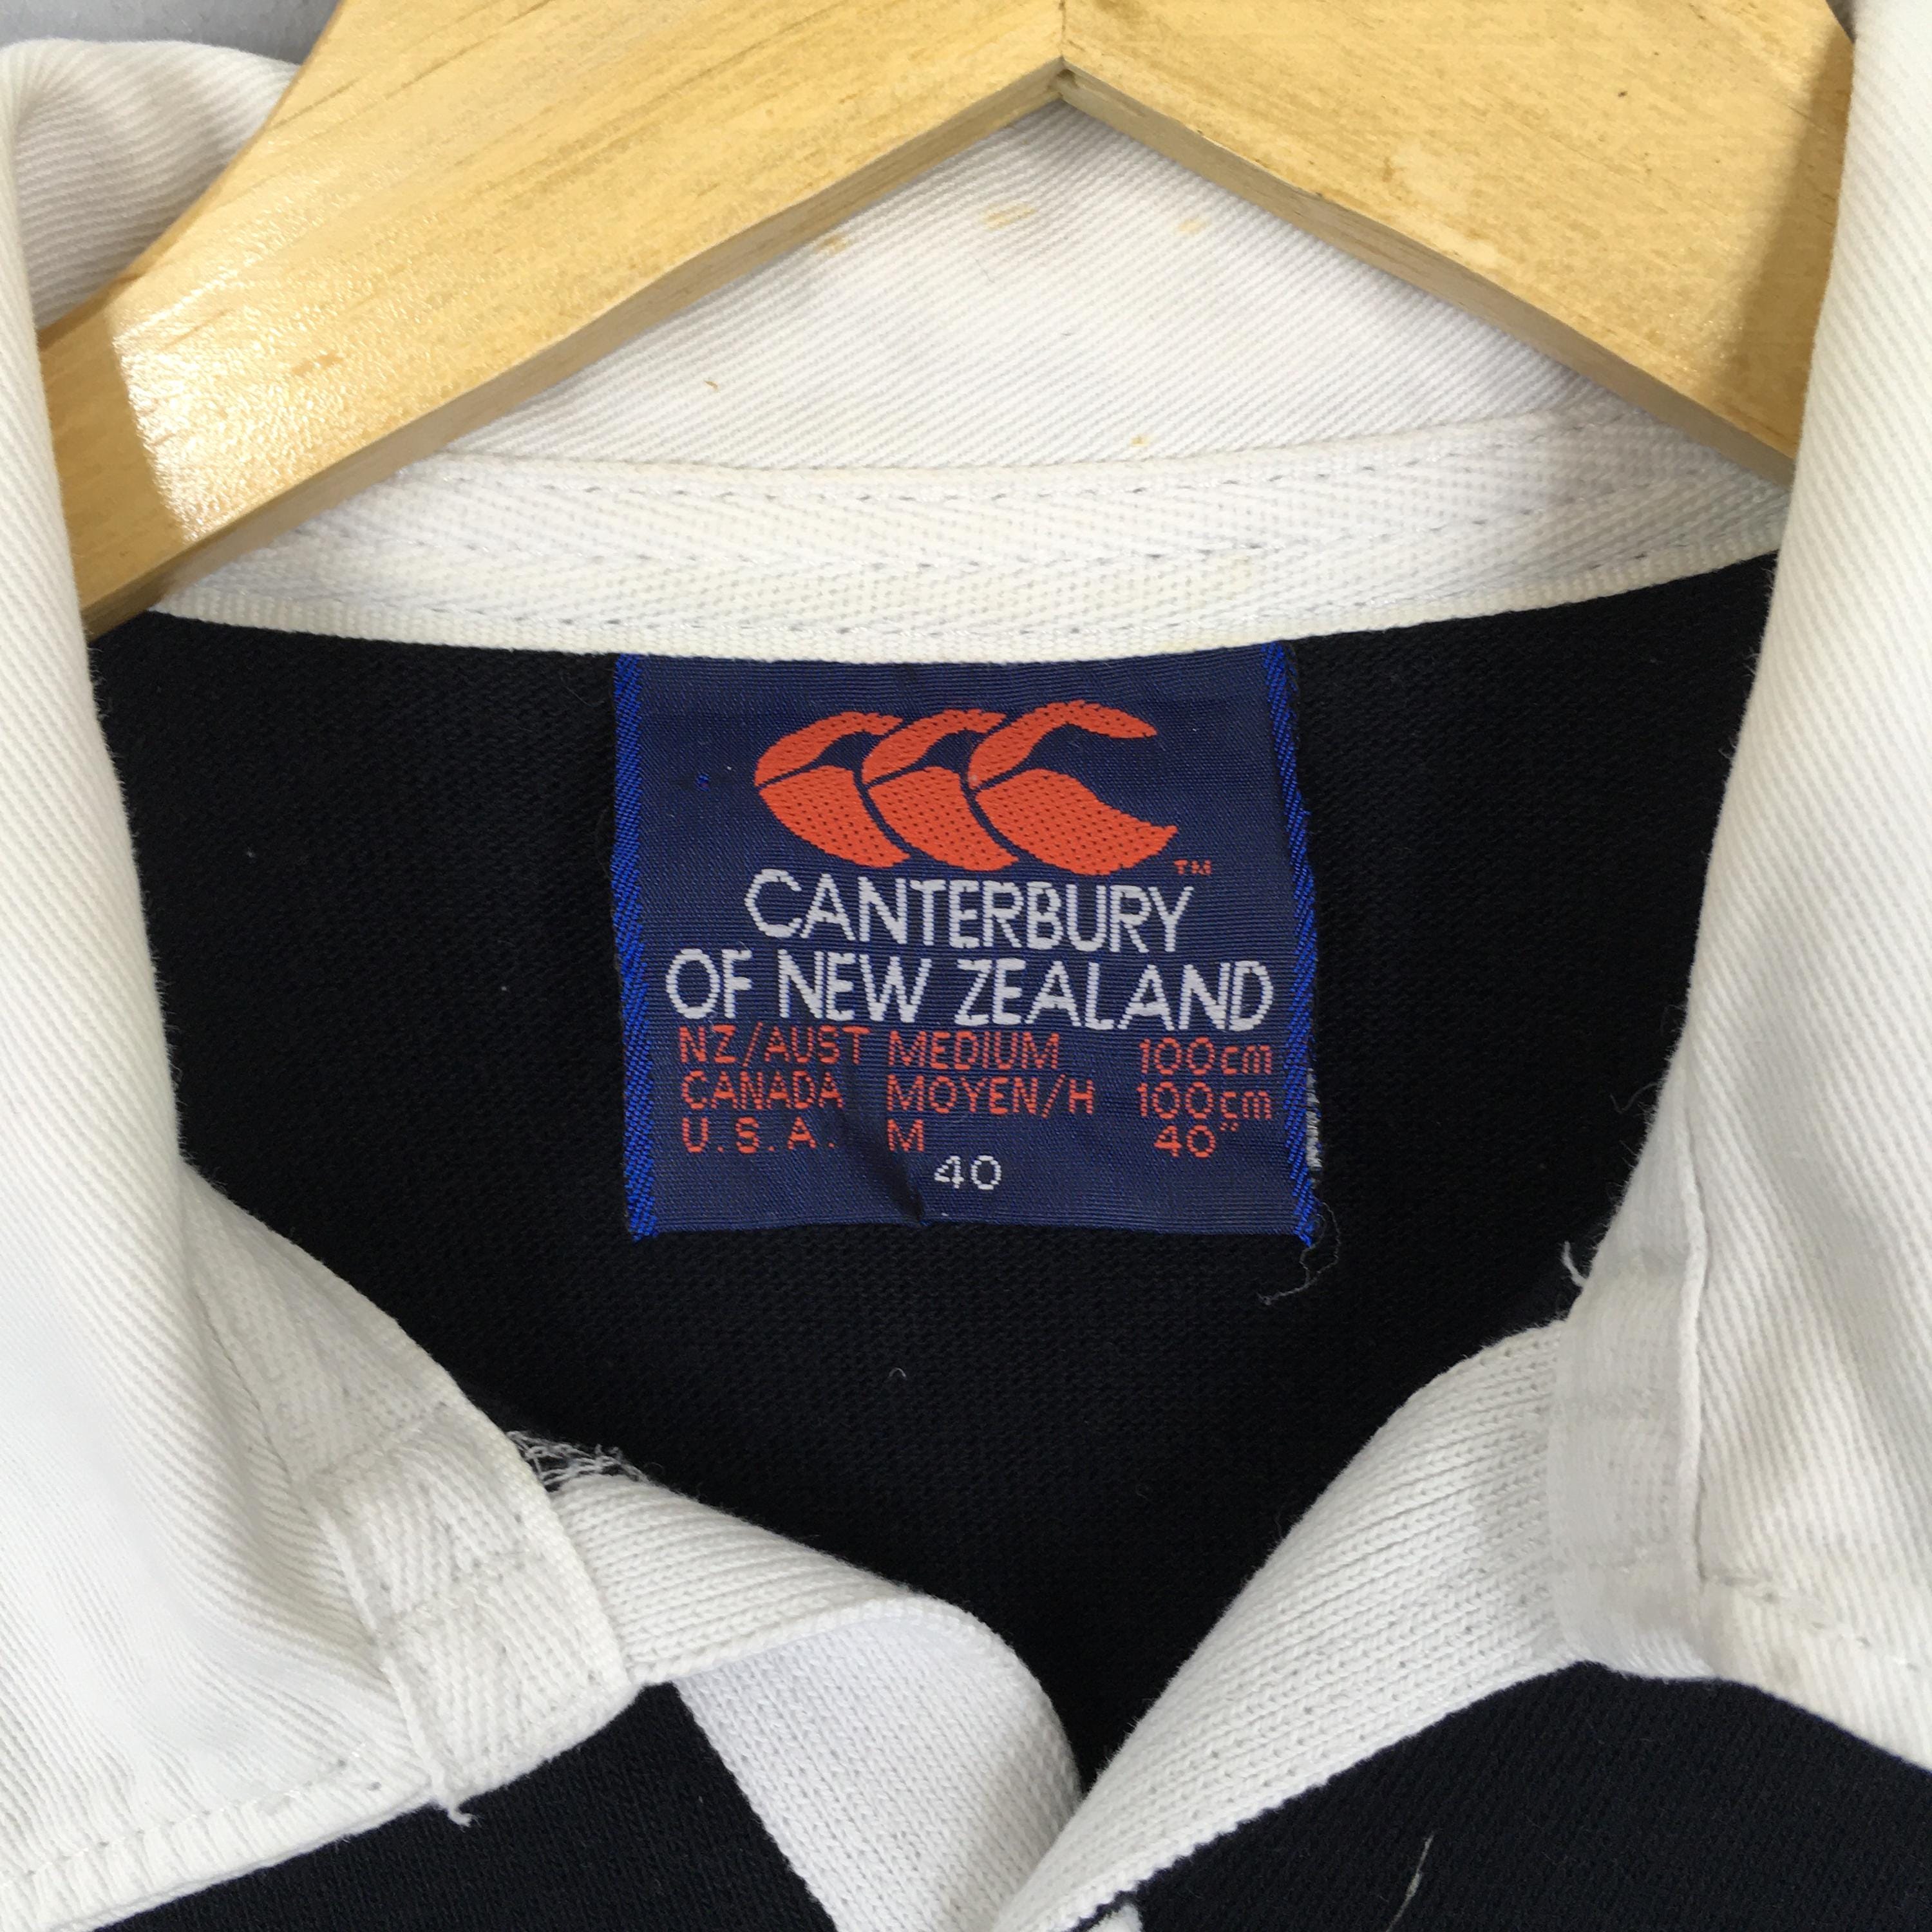 TM
CANTERBURY
OF NEW ZEALAND
NZ/AUST MEDIUM 100cm
CANADA MOYEN/H 100cm
U.S.A. M 40"
40